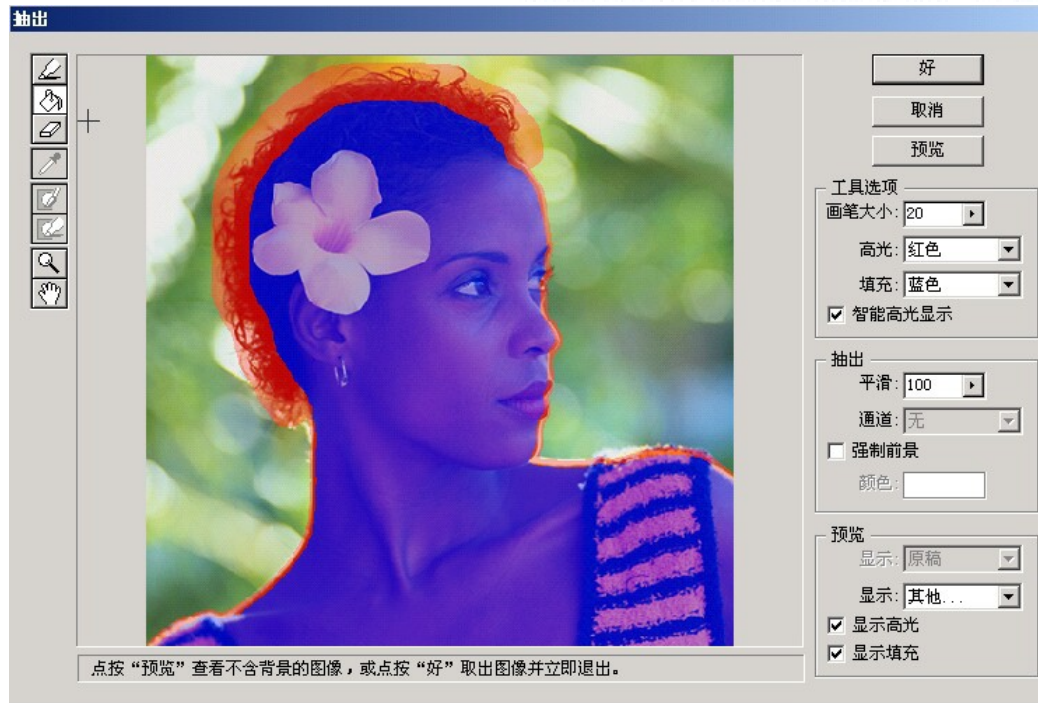 抽出
好
取消
预览
工具选项
画笔大小: 20
高光: 红色
填充: 蓝色
智能高光显示
抽出
平滑: 100
通道: 无
强制前景
颜色:
预览
显示: 原稿
显示: 其他...
显示高光
显示填充
点按“预览”查看不含背景的图像，或点按“好”取出图像并立即退出。